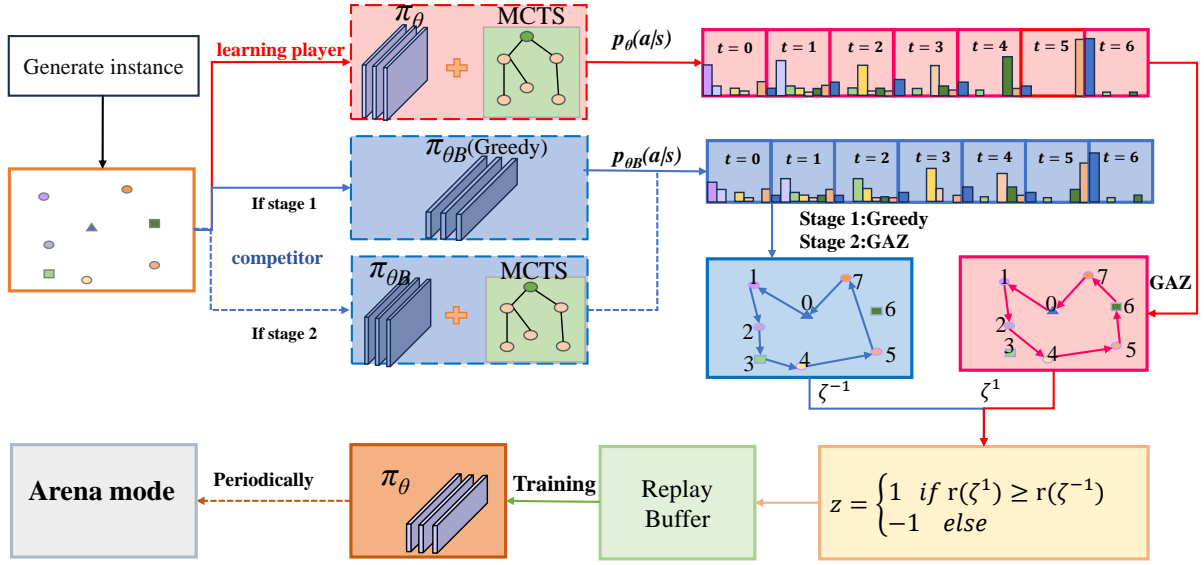 Generate instance
learning player
π_θ
MCTS
p_θ(a|s)
t = 0
t = 1
t = 2
t = 3
t = 4
t = 5
t = 6
If stage 1
π_θB(Greedy)
p_θB(a|s)
t = 0
t = 1
t = 2
t = 3
t = 4
t = 5
t = 6
Stage 1:Greedy
Stage 2:GAZ
competitor
If stage 2
π_θB
MCTS
1
0
7
2
6
3
4
5
ζ⁻¹
1
0
7
2
6
3
4
5
ζ¹
GAZ
Arena mode
Periodically
π_θ
Training
Replay
Buffer
z = {1 if r(ζ¹) ≥ r(ζ⁻¹)
−1 else